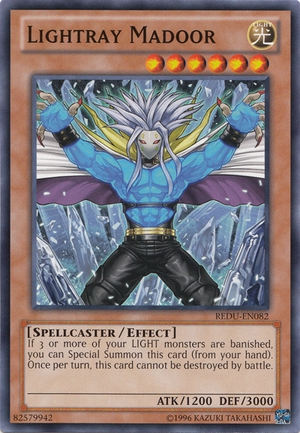 Lightray Madoor
LIGHT
光
REDU-EN082
[Spellcaster / Effect]
If 3 or more of your LIGHT monsters are banished,
you can Special Summon this card (from your hand).
Once per turn, this card cannot be destroyed by battle.
ATK/1200 DEF/3000
82579942
©1996 KAZUKI TAKAHASHI